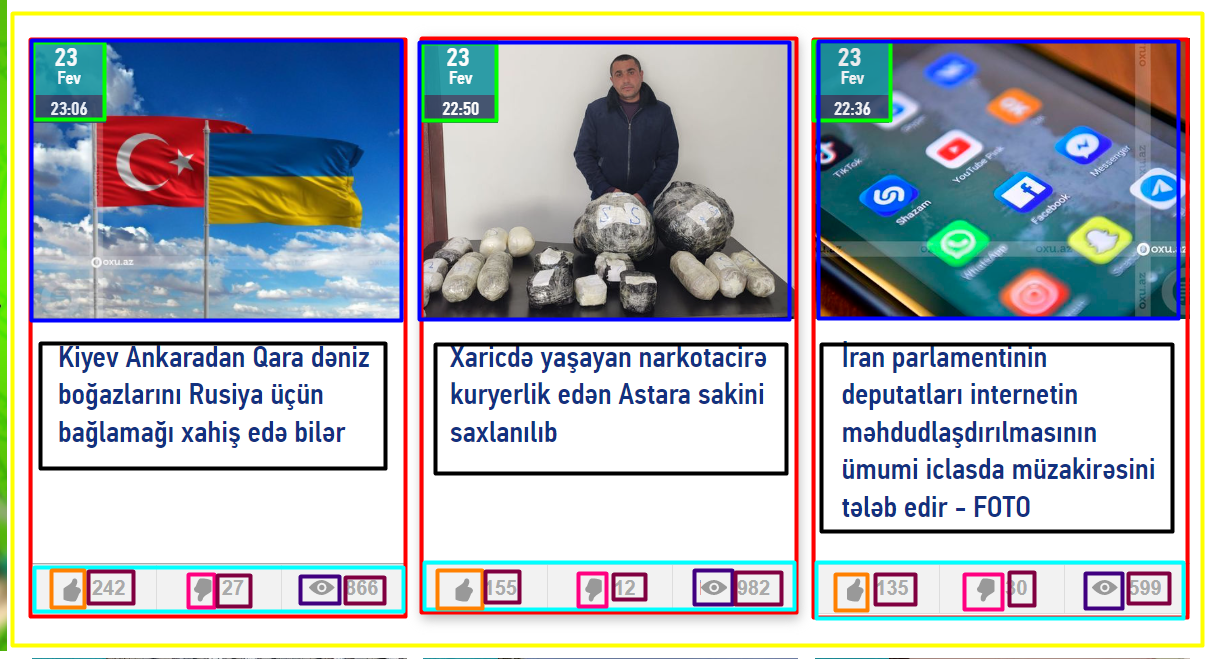 23
Fev
23:06
oxu.az
Kiyev Ankaradan Qara dəniz
boğazlarını Rusiya üçün
bağlamağı xahiş edə bilər
242 27 866
23
Fev
22:50
S S
Xaricdə yaşayan narkotacirə
kuryerlik edən Astara sakini
saxlanılıb
155 12 982
23
Fev
22:36
TikTok
YouTube
Messenger
Shazam
Facebook
WhatsApp
oxu.az
İran parlamentinin
deputatları internetin
məhdudlaşdırılmasının
ümumi iclasda müzakirəsini
tələb edir - FOTO
135 30 599